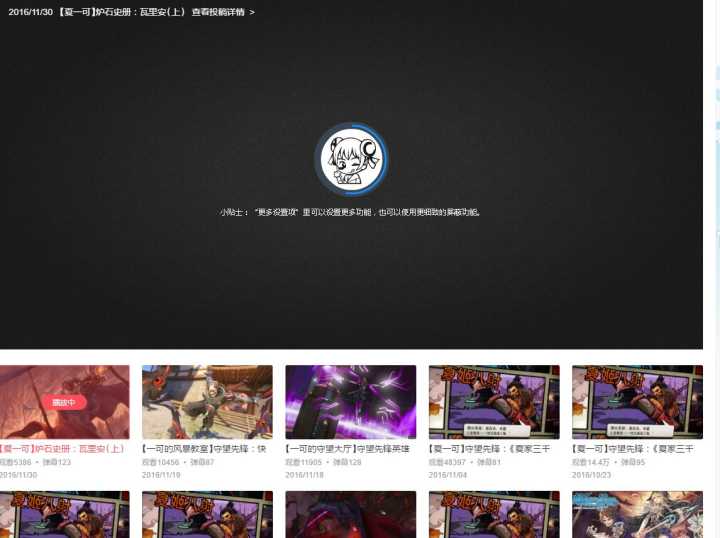 2016/11/30 【夏一可】炉石史册：瓦里安(上) 查看投稿详情 >
小贴士：“更多设置项”里可以设置更多功能，也可以使用更细致的屏蔽功能。
播放中
【夏一可】炉石史册：瓦里安(上)
观看5386 • 弹幕123
2016/11/30
【一可的风景教室】守望先锋：快
观看10456 • 弹幕87
2016/11/19
【一可的守望大厅】守望先锋英雄
观看11905 • 弹幕128
2016/11/18
【夏一可】守望先锋：《夏家三千
观看48397 • 弹幕81
2016/11/04
【夏一可】守望先锋：《夏家三千
观看14.4万 • 弹幕95
2016/10/23